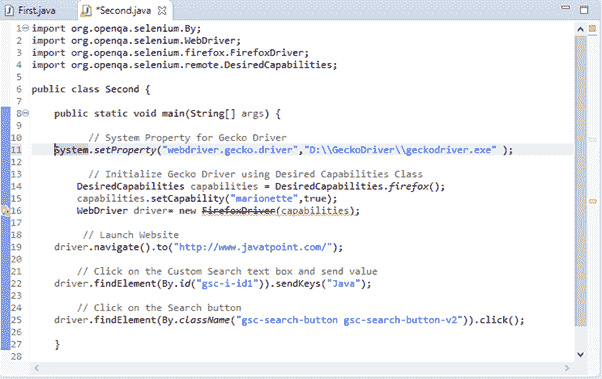 First.java *Second.java
1 import org.openqa.selenium.By;
2 import org.openqa.selenium.WebDriver;
3 import org.openqa.selenium.firefox.FirefoxDriver;
4 import org.openqa.selenium.remote.DesiredCapabilities;
5
6 public class Second {
7
8 public static void main(String[] args) {
9
10 // System Property for Gecko Driver
11 System.setProperty("webdriver.gecko.driver","D:\\GeckoDriver\\geckodriver.exe" );
12
13 // Initialize Gecko Driver using Desired Capabilities Class
14 DesiredCapabilities capabilities = DesiredCapabilities.firefox();
15 capabilities.setCapability("marionette",true);
16 WebDriver driver= new FirefoxDriver(capabilities);
17
18 // Launch Website
19 driver.navigate().to("http://www.javatpoint.com/");
20
21 // Click on the Custom Search text box and send value
22 driver.findElement(By.id("gsc-i-id1")).sendKeys("Java");
23
24 // Click on the Search button
25 driver.findElement(By.className("gsc-search-button gsc-search-button-v2")).click();
26
27 }
28